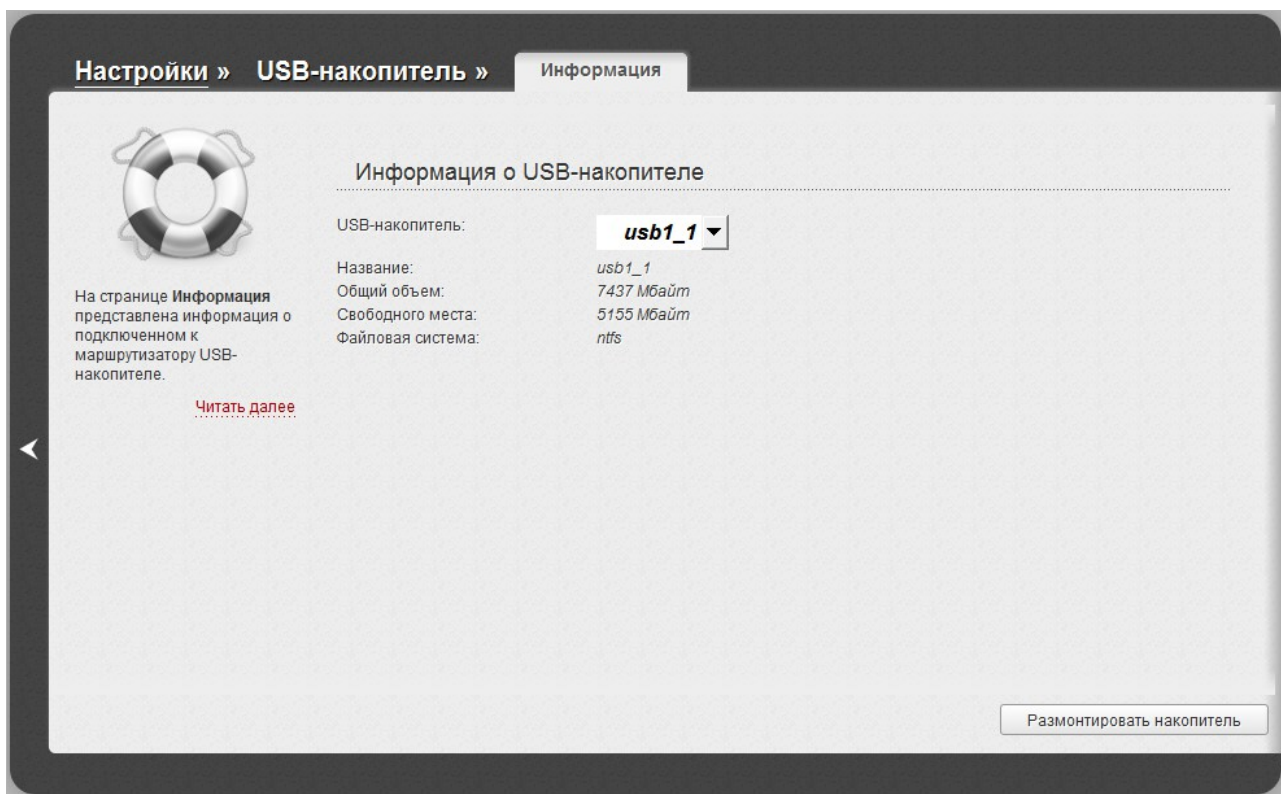 Настройки » USB-накопитель » Информация
Информация о USB-накопителе
USB-накопитель: usb1_1
Название: usb1_1
Общий объем: 7437 Мбайт
Свободного места: 5155 Мбайт
Файловая система: ntfs
На странице Информация
представлена информация о
подключенном к
маршрутизатору USB-
накопителе.
Читать далее
Размонтировать накопитель